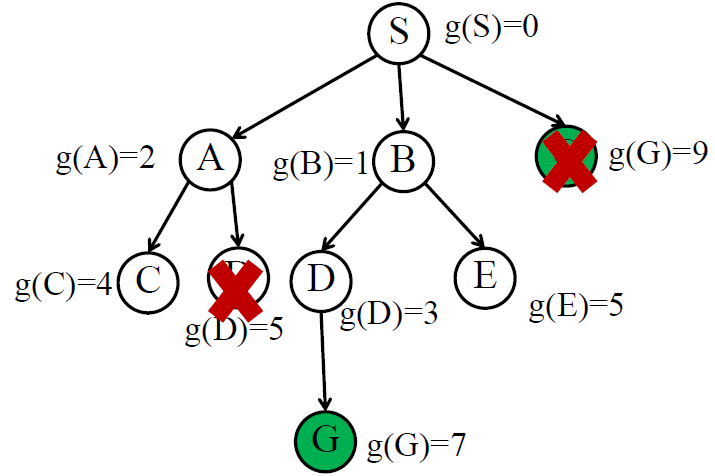 S
g(S)=0
g(A)=2
A
g(B)=1
B
g(G)=9
g(C)=4
C
g(D)=5
D
g(D)=3
E
g(E)=5
G
g(G)=7